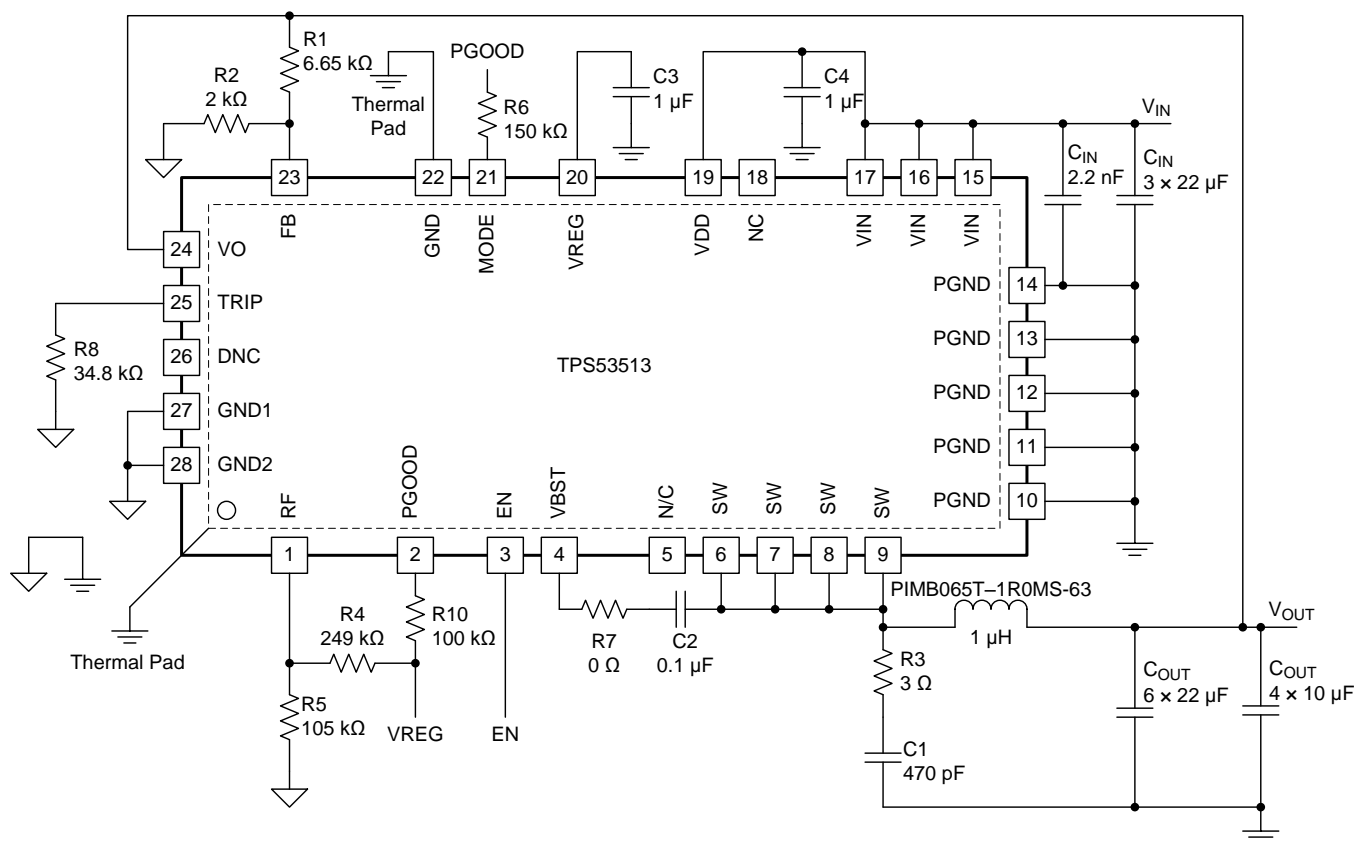 R1
6.65 kΩ
R2
2 kΩ
Thermal
Pad
PGOOD
R6
150 kΩ
C3
1 µF
C4
1 µF
VIN
CIN
2.2 nF
CIN
3 × 22 µF
23
22
21
20
19
18
17
16
15
FB
GND
MODE
VREG
VDD
NC
VIN
VIN
VIN
24
VO
25
TRIP
26
DNC
27
GND1
28
GND2
R8
34.8 kΩ
TPS53513
PGND
14
PGND
13
PGND
12
PGND
11
PGND
10
RF
PGOOD
EN
VBST
N/C
SW
SW
SW
SW
1
2
3
4
5
6
7
8
9
Thermal Pad
R4
249 kΩ
R10
100 kΩ
R5
105 kΩ
VREG
EN
R7
0 Ω
C2
0.1 µF
PIMB065T–1R0MS-63
1 µH
VOUT
R3
3 Ω
C1
470 pF
COUT
6 × 22 µF
COUT
4 × 10 µF